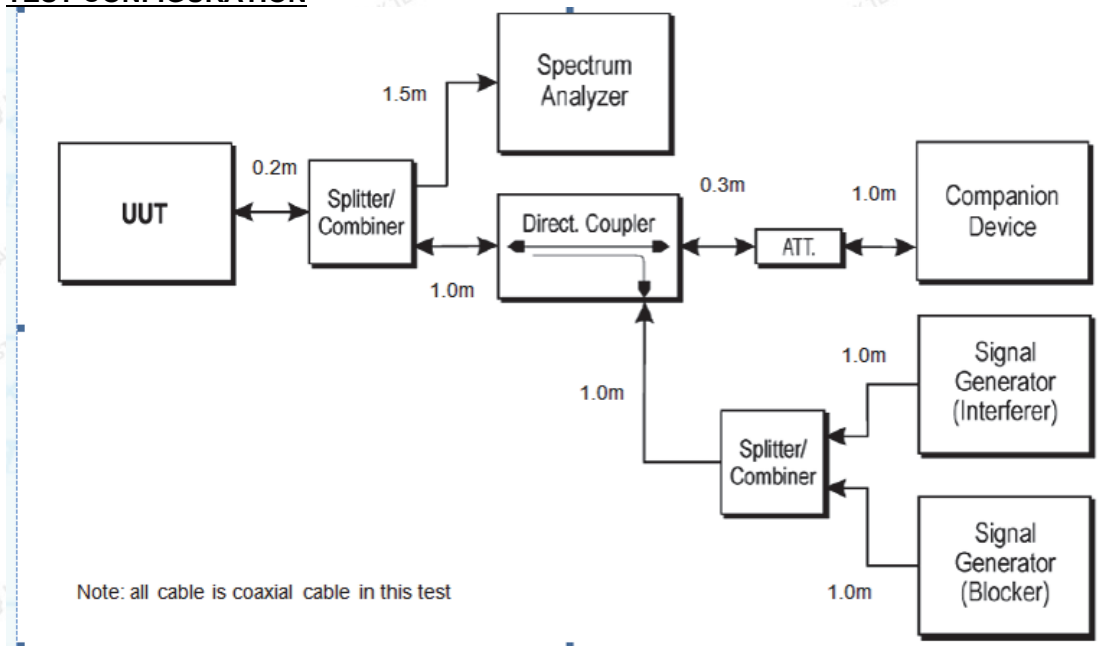 TEST CONFIGURATION
Spectrum
Analyzer
1.5m
UUT
0.2m
Splitter/
Combiner
1.0m
Direct. Coupler
0.3m
ATT.
1.0m
Companion
Device
1.0m
Signal
Generator
(Interferer)
1.0m
Splitter/
Combiner
Signal
Generator
(Blocker)
1.0m
Note: all cable is coaxial cable in this test